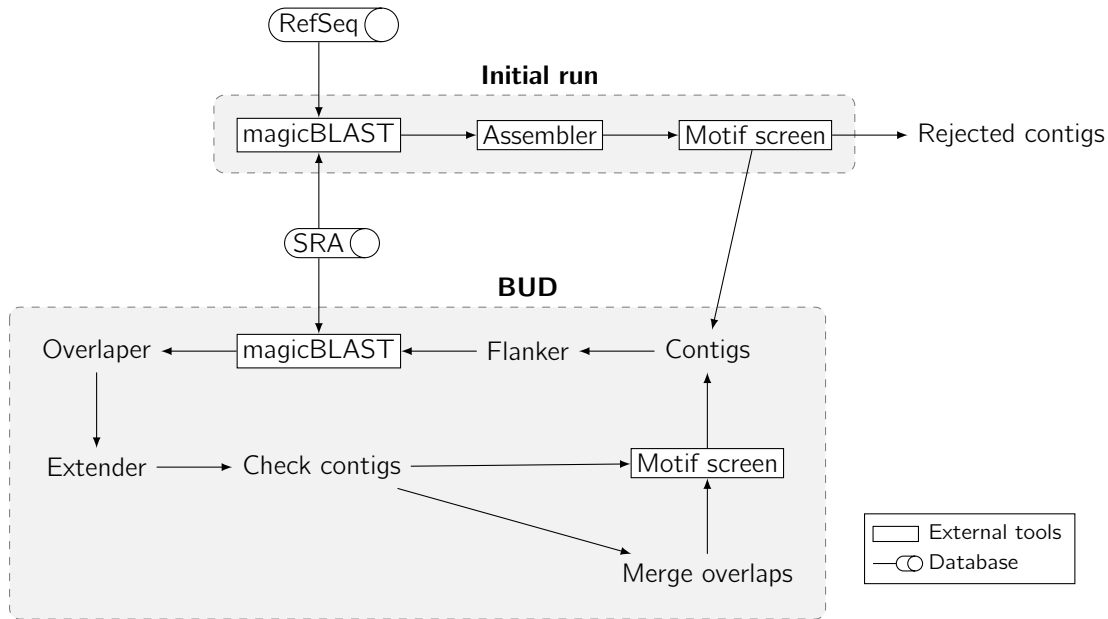 RefSeq
Initial run
magicBLAST
Assembler
Motif screen
Rejected contigs
SRA
BUD
Overlaper
magicBLAST
Flanker
Contigs
Extender
Check contigs
Motif screen
Merge overlaps
External tools
Database